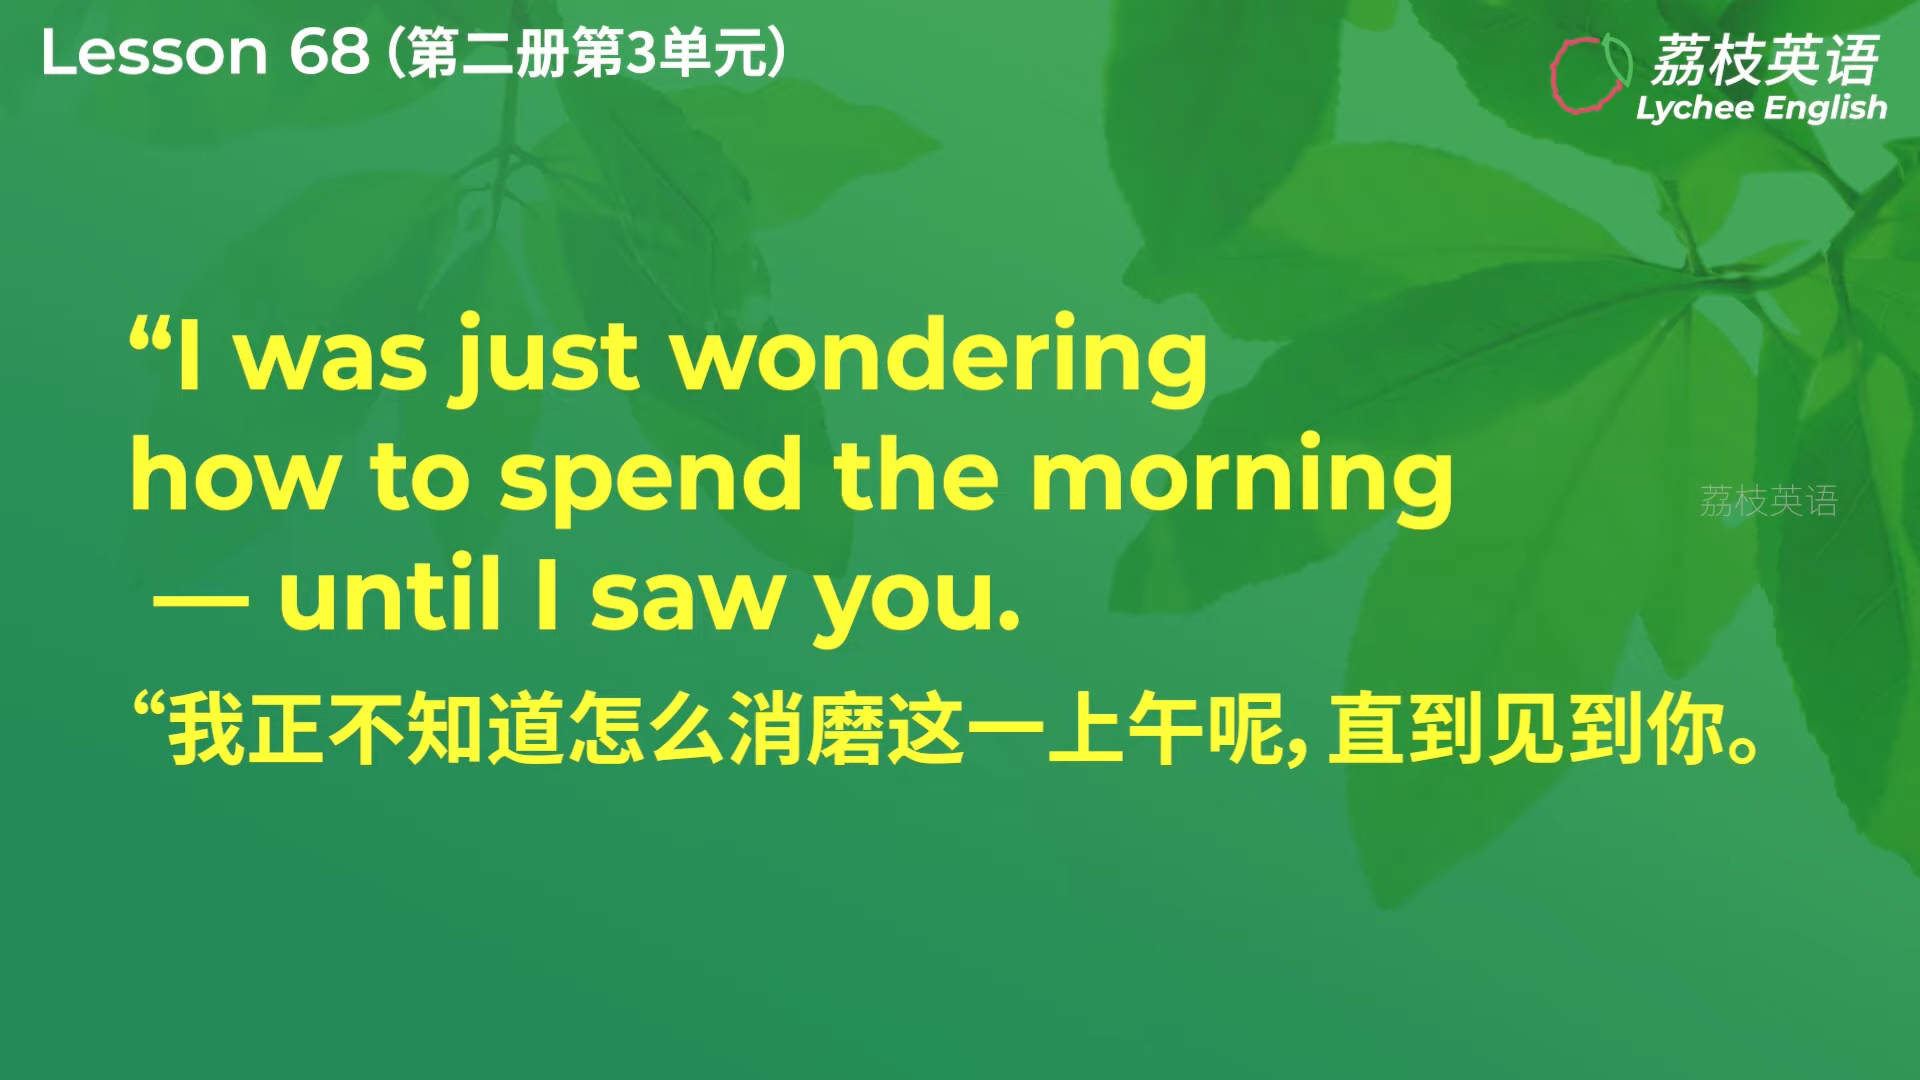 Lesson 68（第二册第3单元）
荔枝英语
Lychee English
“I was just wondering
how to spend the morning
— until I saw you.
荔枝英语
“我正不知道怎么消磨这一上午呢，直到见到你。